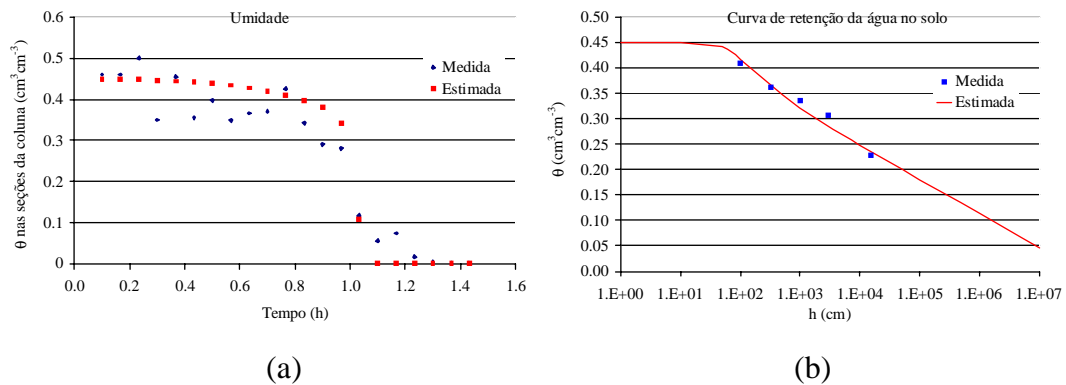 Umidade
0.6
0.5
0.4
0.3
0.2
0.1
0
θ nas seções da coluna (cm³cm⁻³)
Medida
Estimada
0.0 0.2 0.4 0.6 0.8 1.0 1.2 1.4 1.6
Tempo (h)
(a)
Curva de retenção da água no solo
0.50
0.45
0.40
0.35
0.30
0.25
0.20
0.15
0.10
0.05
0.00
θ (cm³cm⁻³)
Medida
Estimada
1.E+00 1.E+01 1.E+02 1.E+03 1.E+04 1.E+05 1.E+06 1.E+07
h (cm)
(b)